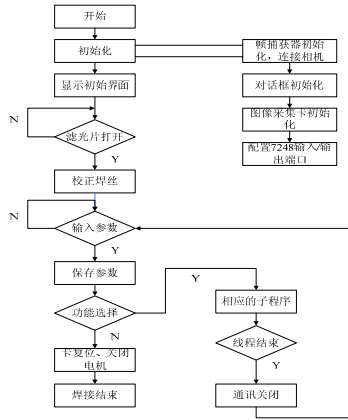 开始
初始化
帧捕获器初始
化，连接相机
显示初始界面
对话框初始化
图像采集卡初始
化
N
滤光片打开
Y
配置7248输入/输
出端口
校正焊丝
N
输入参数
Y
保存参数
Y
相应的子程序
功能选择
N
线程结束
卡复位、关闭
电机
Y
焊接结束
通讯关闭